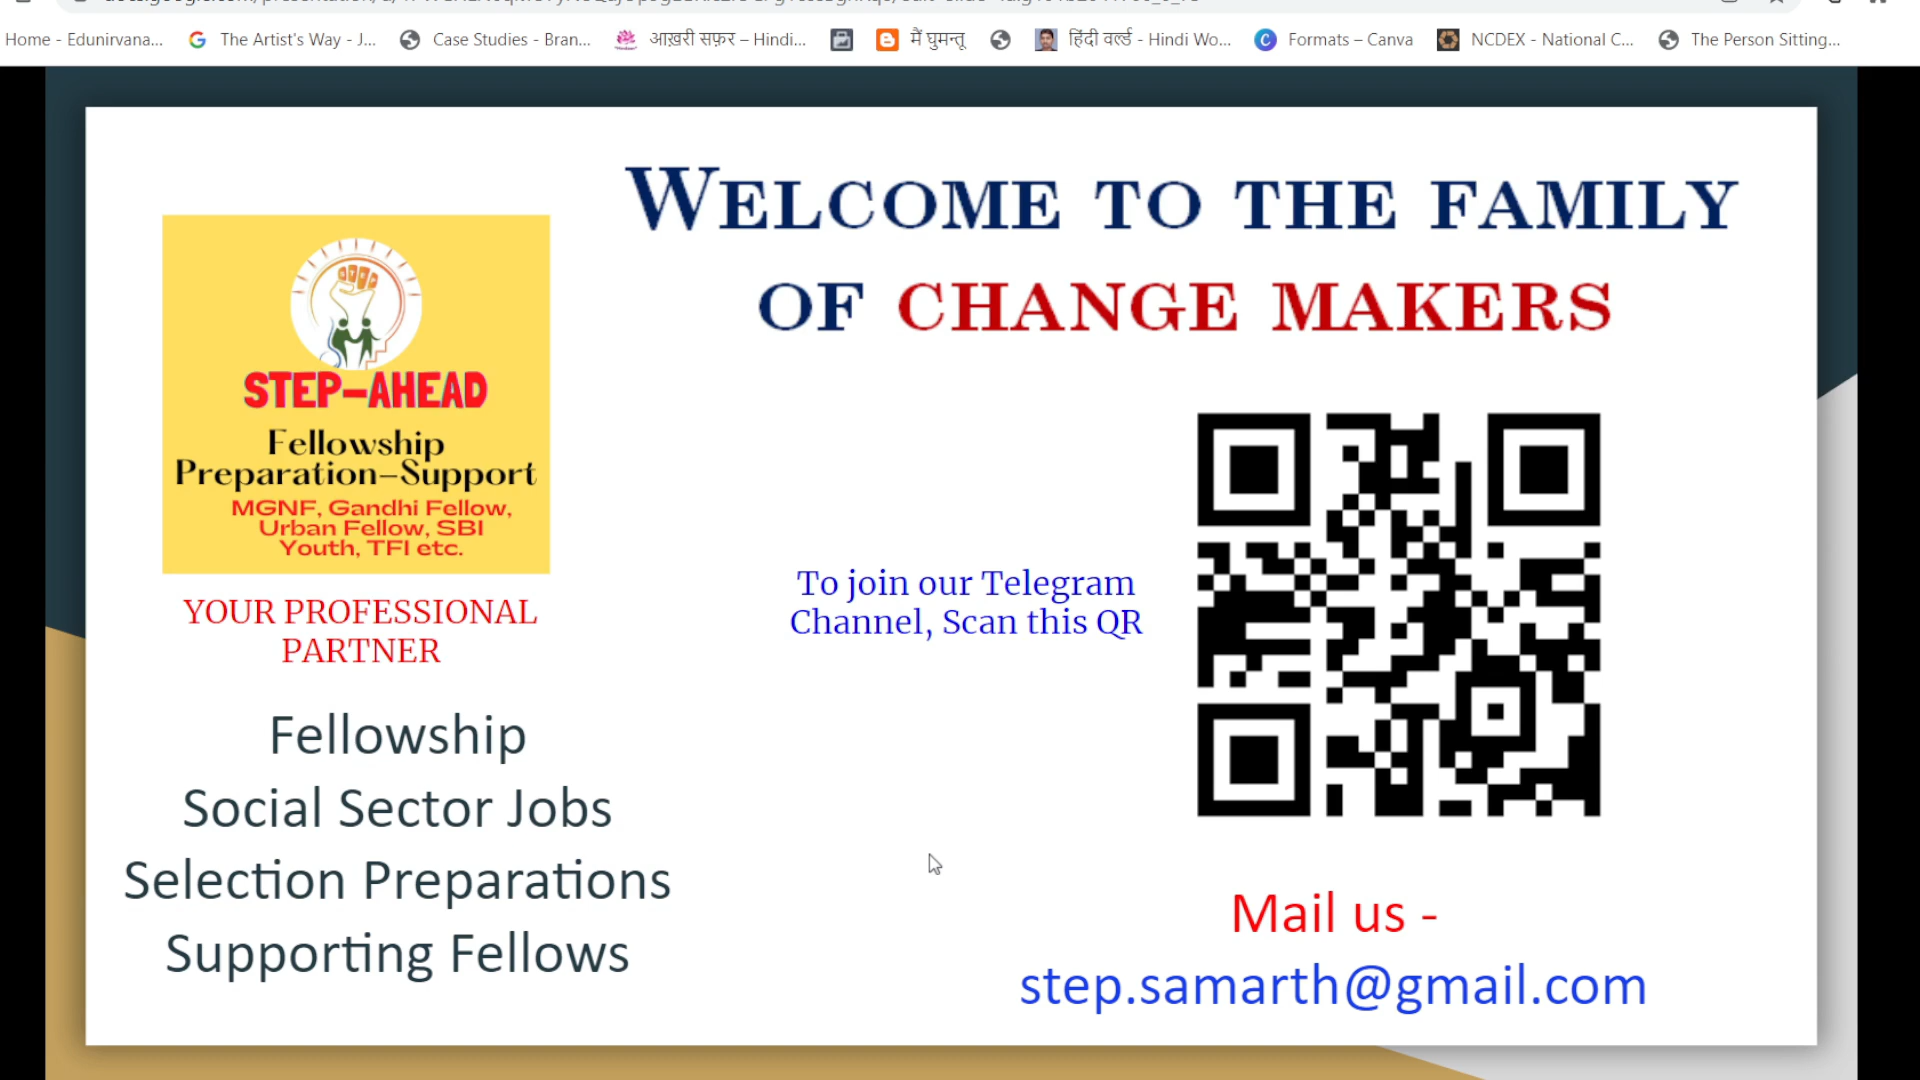 Home - Edunirvana...
The Artist's Way - J...
Case Studies - Bran...
आख़री सफ़र – Hindi...
मैं घुमन्तू
हिंदी वर्ल्ड - Hindi Wo...
Formats – Canva
NCDEX - National C...
The Person Sitting...
WELCOME TO THE FAMILY
OF CHANGE MAKERS
STEP
STEP-AHEAD
Fellowship
Preparation-Support
MGNF, Gandhi Fellow,
Urban Fellow, SBI
Youth, TFI etc.
YOUR PROFESSIONAL
PARTNER
Fellowship
Social Sector Jobs
Selection Preparations
Supporting Fellows
To join our Telegram
Channel, Scan this QR
Mail us -
step.samarth@gmail.com